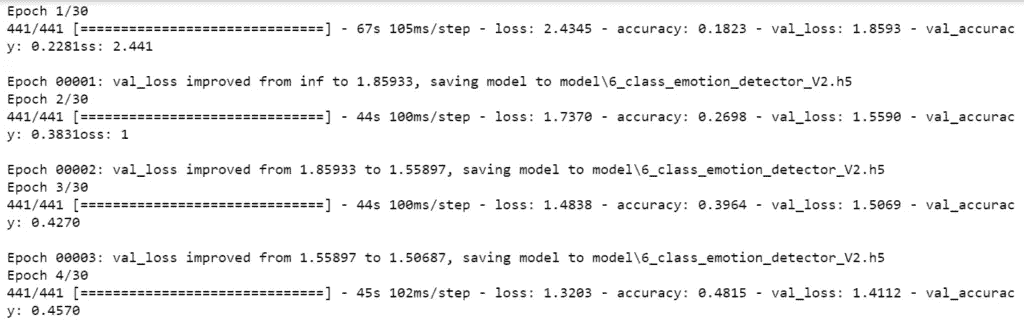 Epoch 1/30
441/441 [==============================] - 67s 105ms/step - loss: 2.4345 - accuracy: 0.1823 - val_loss: 1.8593 - val_accurac
y: 0.2281ss: 2.441
Epoch 00001: val_loss improved from inf to 1.85933, saving model to model\6_class_emotion_detector_V2.h5
Epoch 2/30
441/441 [==============================] - 44s 100ms/step - loss: 1.7370 - accuracy: 0.2698 - val_loss: 1.5590 - val_accurac
y: 0.3831oss: 1
Epoch 00002: val_loss improved from 1.85933 to 1.55897, saving model to model\6_class_emotion_detector_V2.h5
Epoch 3/30
441/441 [==============================] - 44s 100ms/step - loss: 1.4838 - accuracy: 0.3964 - val_loss: 1.5069 - val_accurac
y: 0.4270
Epoch 00003: val_loss improved from 1.55897 to 1.50687, saving model to model\6_class_emotion_detector_V2.h5
Epoch 4/30
441/441 [==============================] - 45s 102ms/step - loss: 1.3203 - accuracy: 0.4815 - val_loss: 1.4112 - val_accurac
y: 0.4570